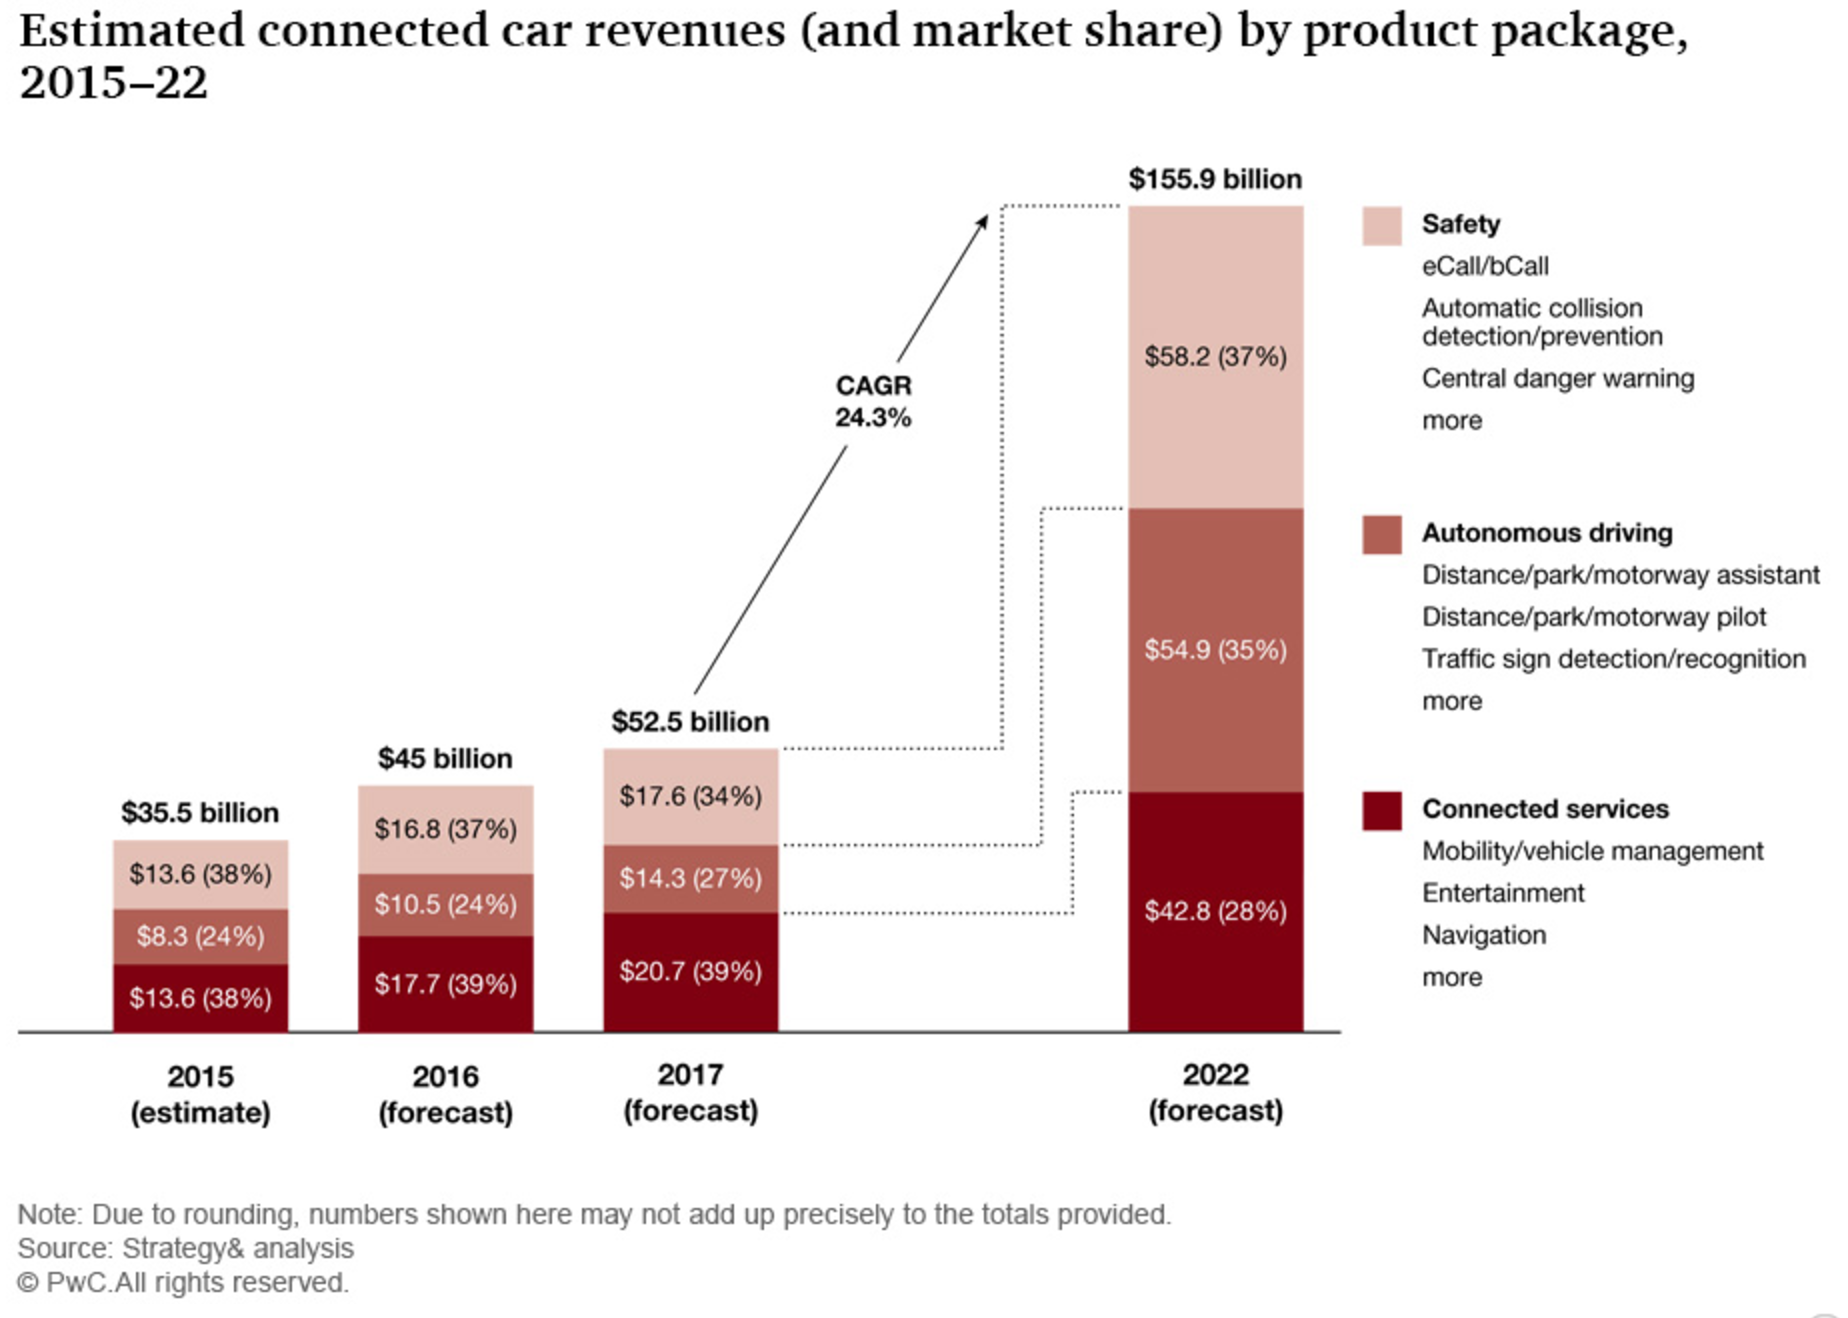 Estimated connected car revenues (and market share) by product package,
2015–22
$155.9 billion
$58.2 (37%)
$54.9 (35%)
$42.8 (28%)
CAGR
24.3%
$52.5 billion
$17.6 (34%)
$14.3 (27%)
$20.7 (39%)
$45 billion
$16.8 (37%)
$10.5 (24%)
$17.7 (39%)
$35.5 billion
$13.6 (38%)
$8.3 (24%)
$13.6 (38%)
2015
(estimate)
2016
(forecast)
2017
(forecast)
2022
(forecast)
Safety
eCall/bCall
Automatic collision
detection/prevention
Central danger warning
more
Autonomous driving
Distance/park/motorway assistant
Distance/park/motorway pilot
Traffic sign detection/recognition
more
Connected services
Mobility/vehicle management
Entertainment
Navigation
more
Note: Due to rounding, numbers shown here may not add up precisely to the totals provided.
Source: Strategy& analysis
© PwC.All rights reserved.